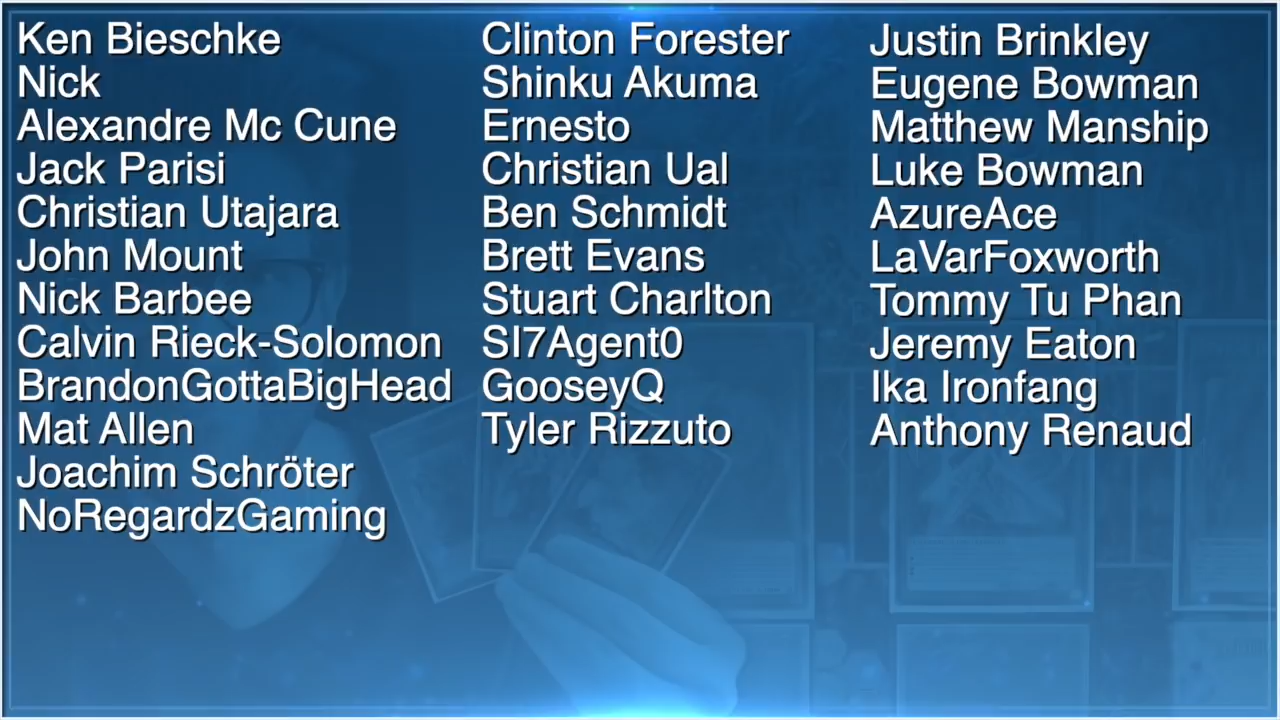 Ken Bieschke
Nick
Alexandre Mc Cune
Jack Parisi
Christian Utajara
John Mount
Nick Barbee
Calvin Rieck-Solomon
BrandonGottaBigHead
Mat Allen
Joachim Schröter
NoRegardzGaming
Clinton Forester
Shinku Akuma
Ernesto
Christian Ual
Ben Schmidt
Brett Evans
Stuart Charlton
SI7Agent0
GooseyQ
Tyler Rizzuto
Justin Brinkley
Eugene Bowman
Matthew Manship
Luke Bowman
AzureAce
LaVarFoxworth
Tommy Tu Phan
Jeremy Eaton
Ika Ironfang
Anthony Renaud